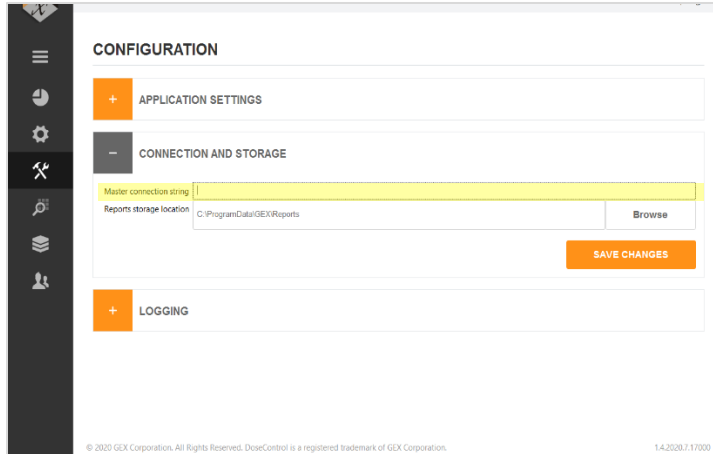 CONFIGURATION
+ APPLICATION SETTINGS
− CONNECTION AND STORAGE
Master connection string
Reports storage location C:\ProgramData\GEX\Reports Browse
SAVE CHANGES
+ LOGGING
© 2020 GEX Corporation. All Rights Reserved. DoseControl is a registered trademark of GEX Corporation. 1.4.2020.7.17000